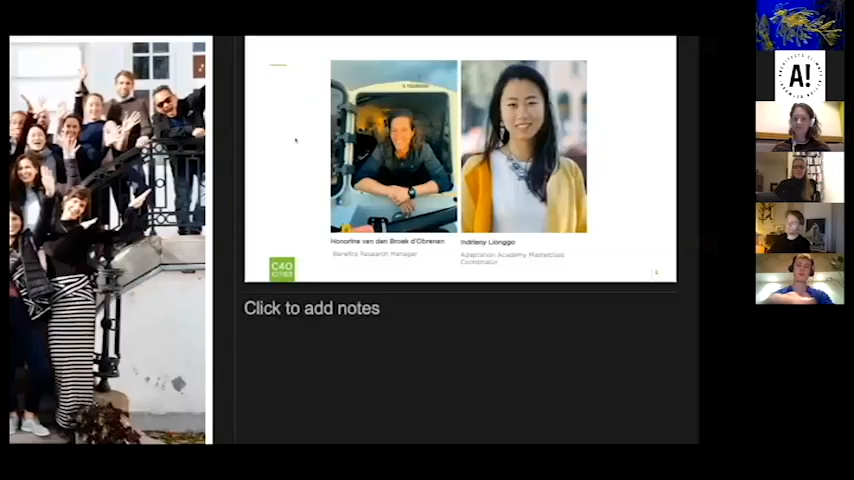 Honorine van den Broek d'Obrenan
Benefits Research Manager
Indriany Lionggo
Adaptation Academy Masterclass
Coordinator
C40
CITIES
Click to add notes
A!